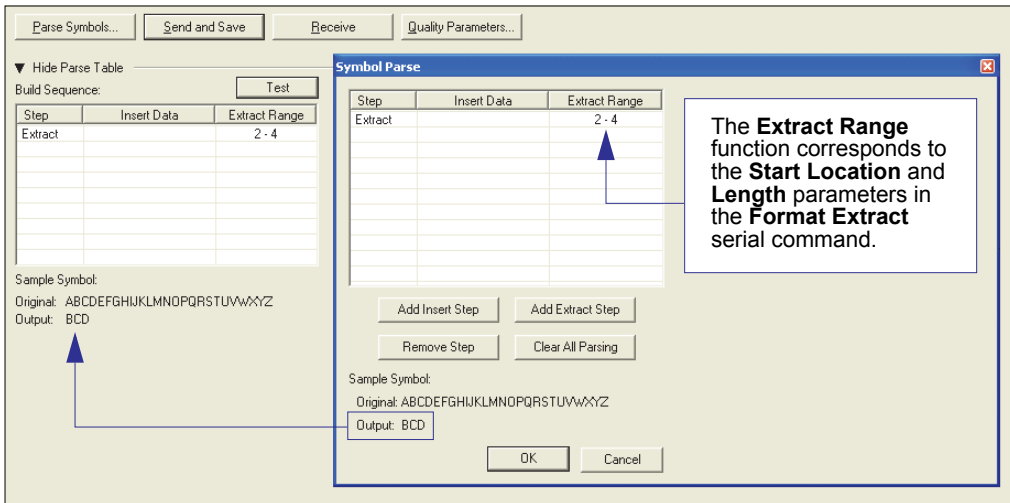 Parse Symbols...
Send and Save
Receive
Quality Parameters...
Hide Parse Table
Build Sequence:
Test
Step Insert Data Extract Range
Extract 2 - 4
Sample Symbol:
Original: ABCDEFGHIJKLMNOPQRSTUVWXYZ
Output: BCD
Symbol Parse
Step Insert Data Extract Range
Extract 2 - 4
Add Insert Step
Add Extract Step
Remove Step
Clear All Parsing
Sample Symbol:
Original: ABCDEFGHIJKLMNOPQRSTUVWXYZ
Output: BCD
OK
Cancel
The Extract Range
function corresponds to
the Start Location and
Length parameters in
the Format Extract
serial command.